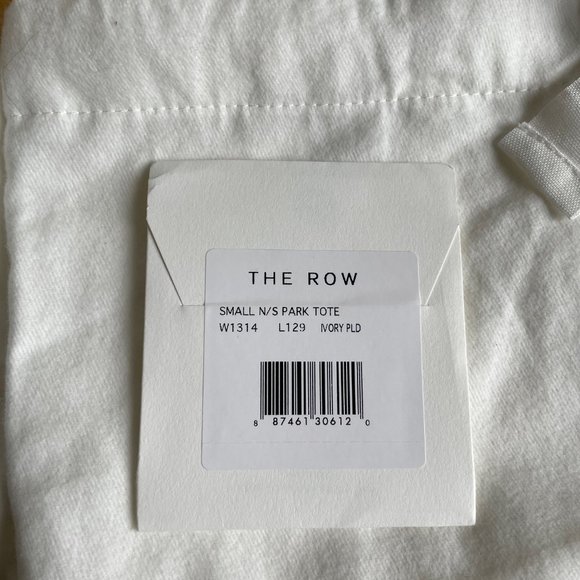 THE ROW
SMALL N/S PARK TOTE
W1314 L129 IVORY PLD
8 87461 30612 0